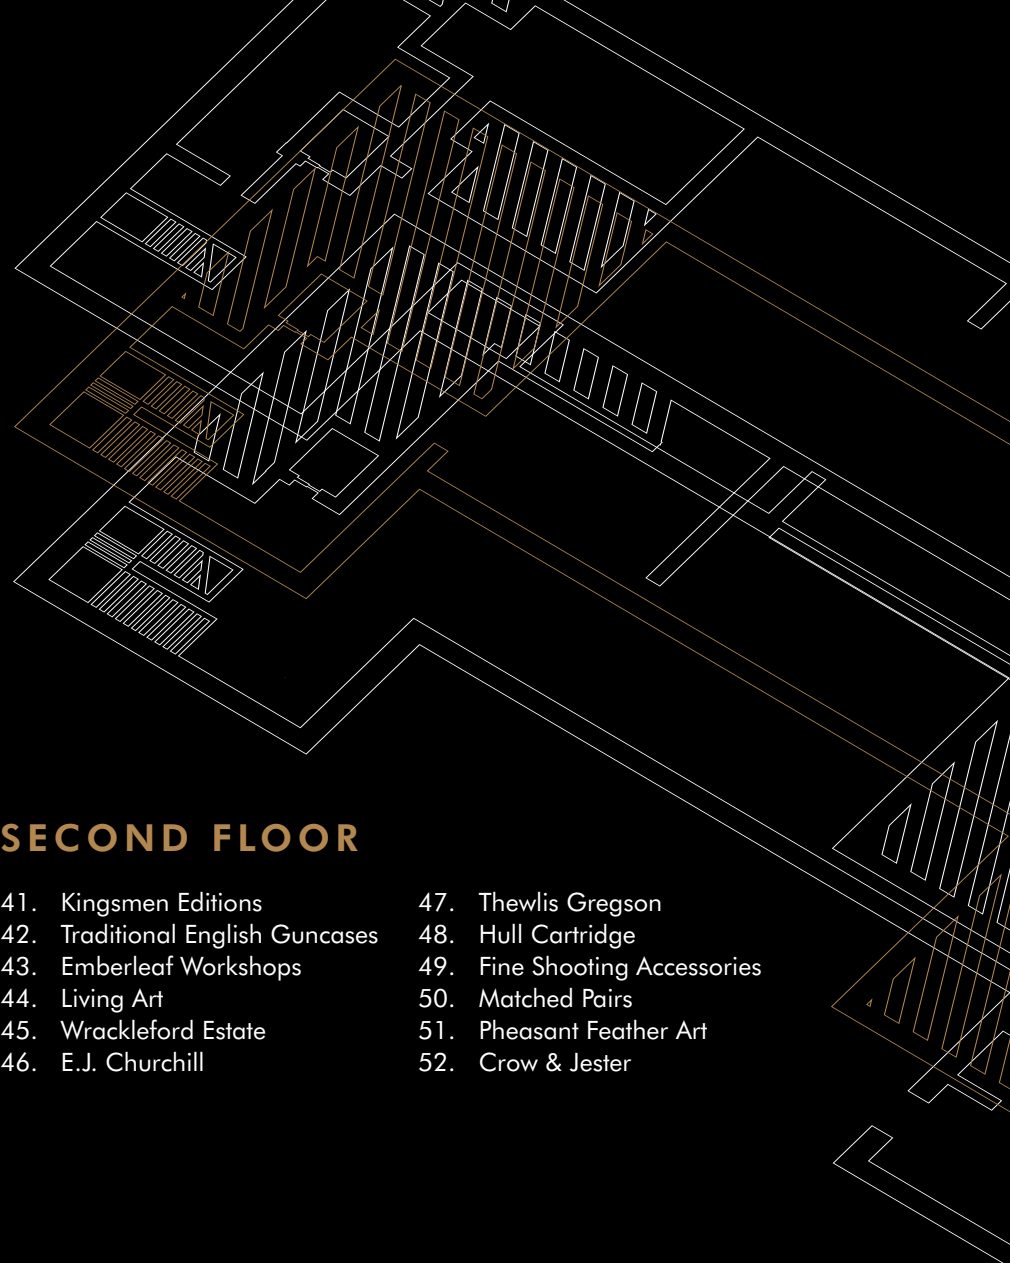 SECOND FLOOR
41. Kingsmen Editions
42. Traditional English Guncases
43. Emberleaf Workshops
44. Living Art
45. Wrackleford Estate
46. E.J. Churchill
47. Thewlis Gregson
48. Hull Cartridge
49. Fine Shooting Accessories
50. Matched Pairs
51. Pheasant Feather Art
52. Crow & Jester